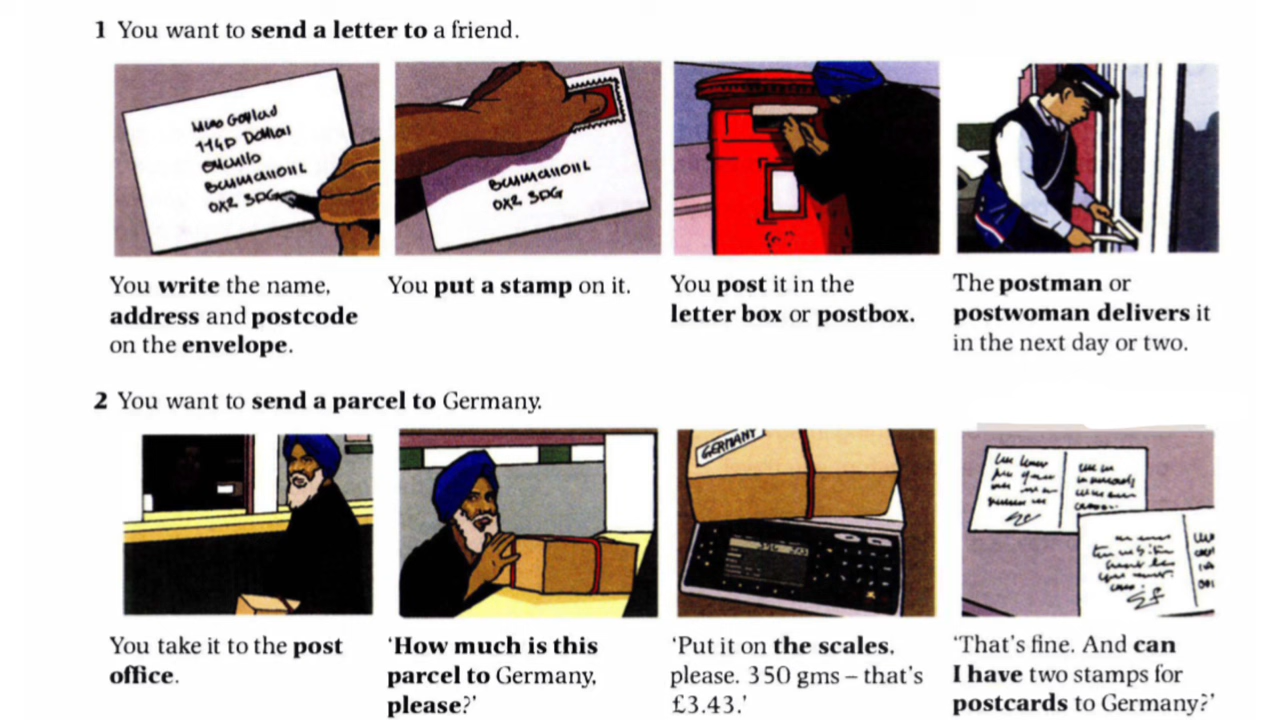 1 You want to send a letter to a friend.
OX2 3DG
OX2 3DG
You write the name,
address and postcode
on the envelope.
You put a stamp on it.
You post it in the
letter box or postbox.
The postman or
postwoman delivers it
in the next day or two.
2 You want to send a parcel to Germany.
GERMANY
You take it to the post
office.
‘How much is this
parcel to Germany,
please?’
‘Put it on the scales,
please. 350 gms – that's
£3.43.’
‘That's fine. And can
I have two stamps for
postcards to Germany?’